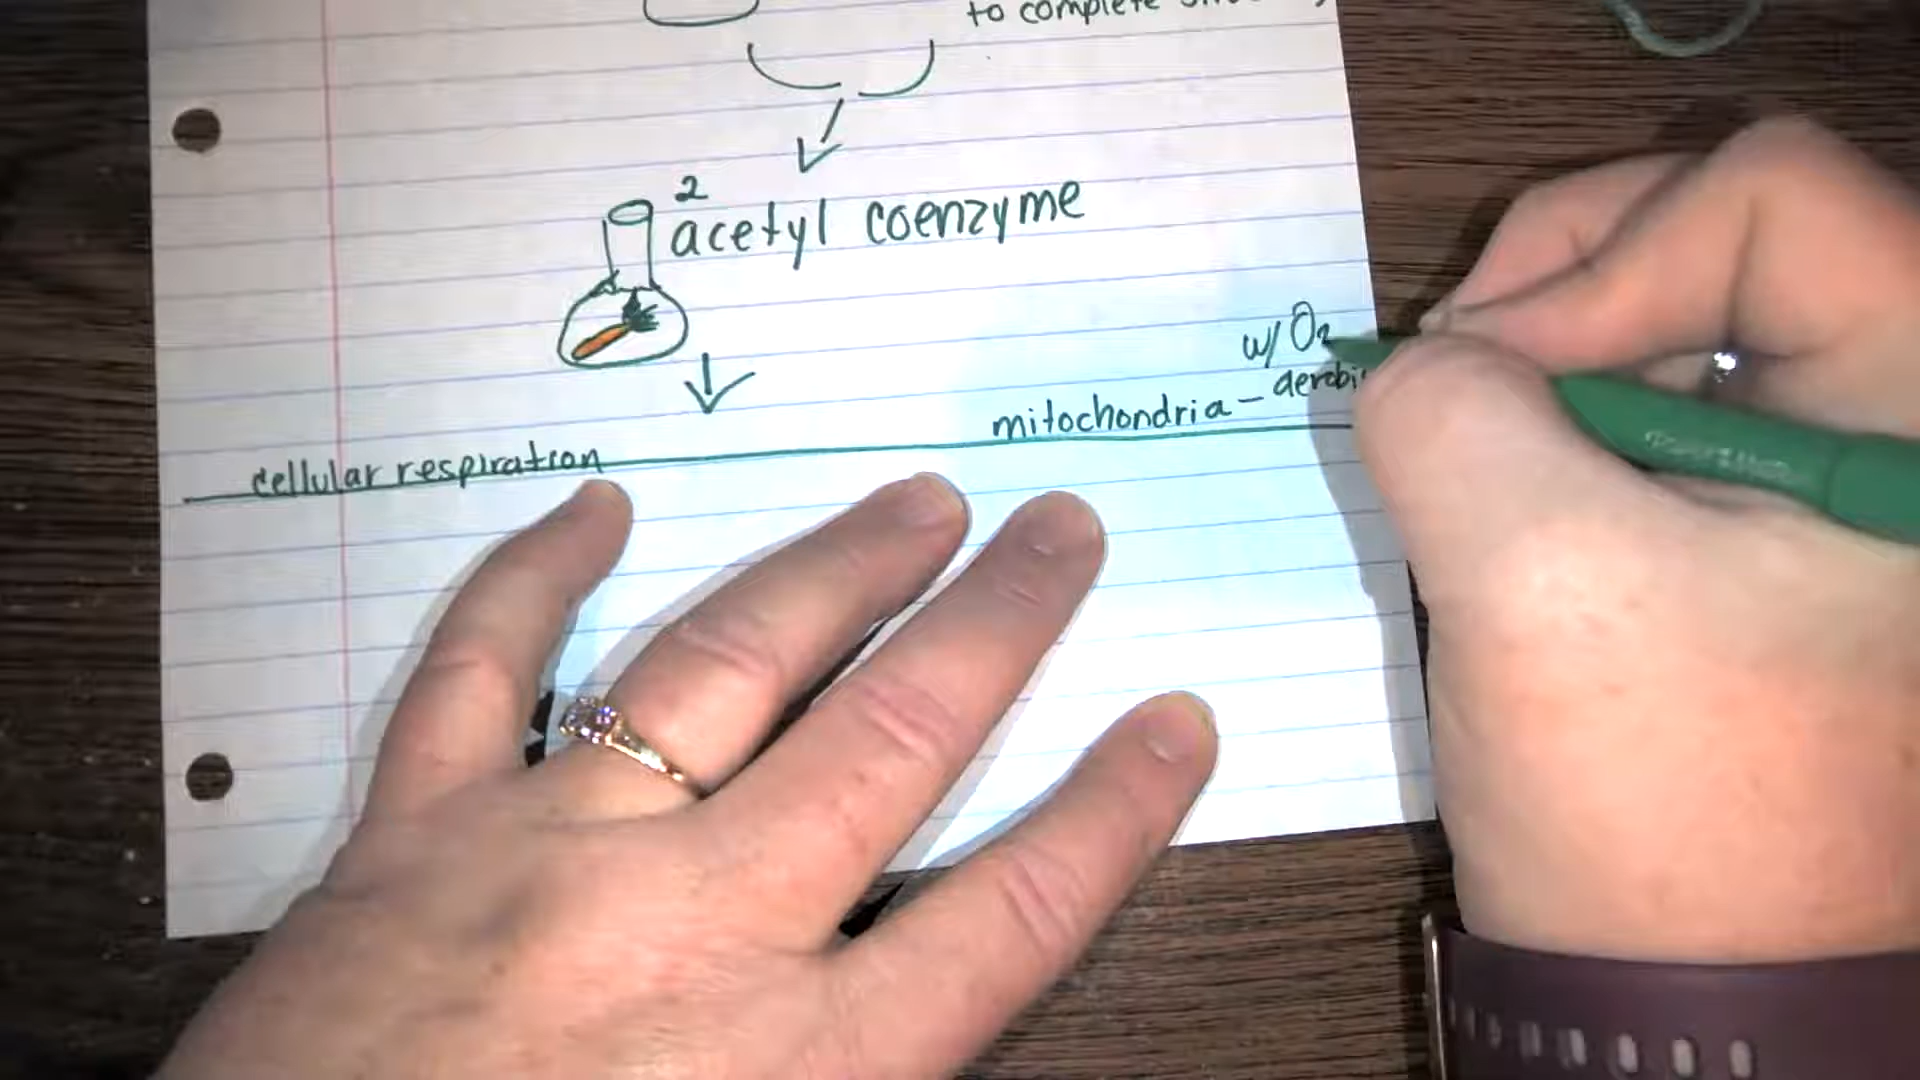 to complete
2
acetyl coenzyme
w/ O2
aerobi
mitochondria -
cellular respiration